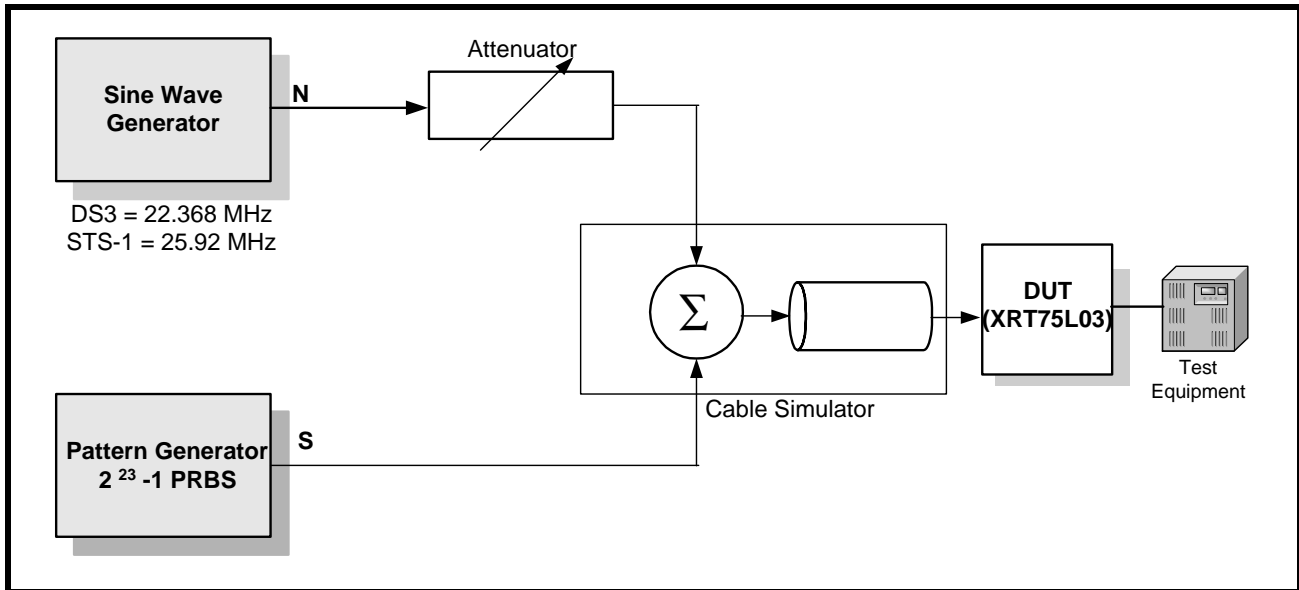 Attenuator
Sine Wave
Generator
N
DS3 = 22.368 MHz
STS-1 = 25.92 MHz
Σ
DUT
(XRT75L03)
Test
Equipment
Cable Simulator
Pattern Generator
2 ²³ -1 PRBS
S